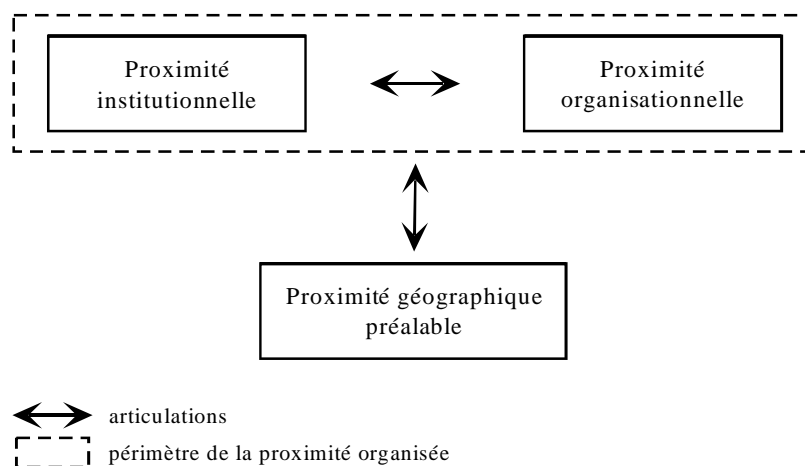 Proximité
institutionnelle
Proximité
organisationnelle
Proximité géographique
préalable
articulations
périmètre de la proximité organisée